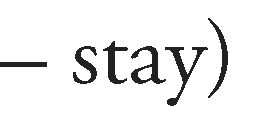 — stay)